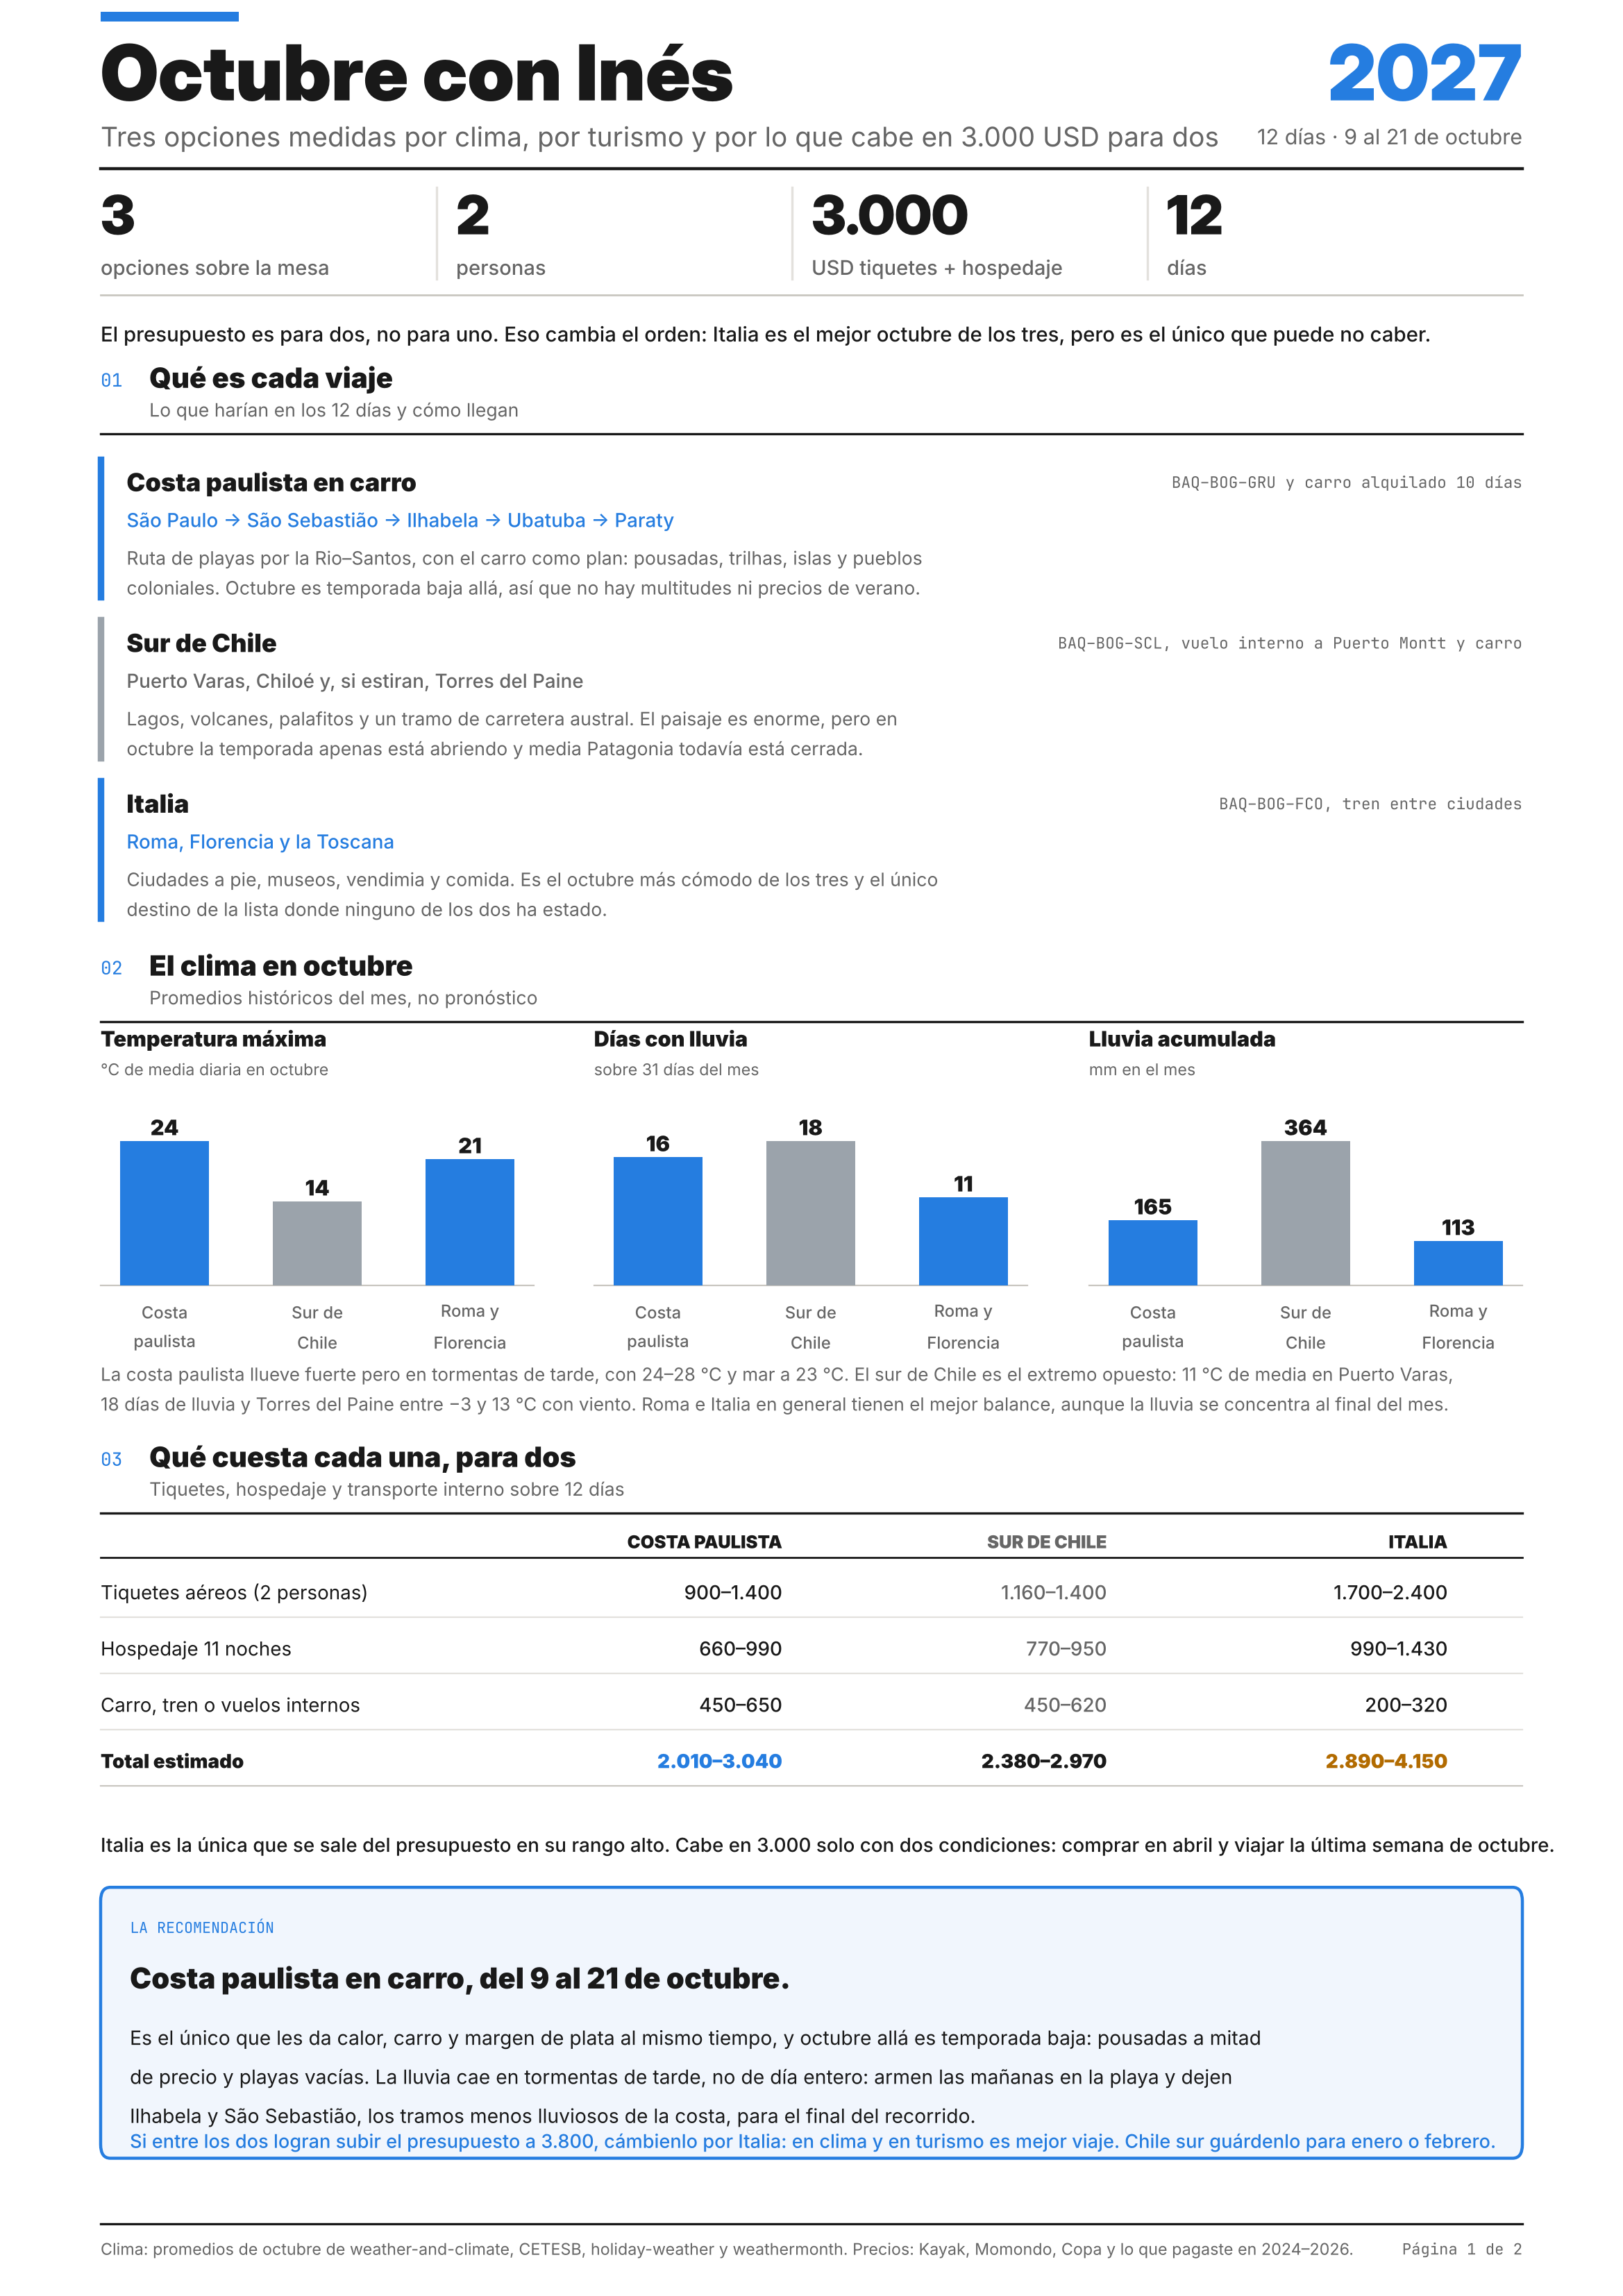 Octubre con Inés
2027
Tres opciones medidas por clima, por turismo y por lo que cabe en 3.000 USD para dos
12 días · 9 al 21 de octubre
3
opciones sobre la mesa
2
personas
3.000
USD tiquetes + hospedaje
12
días
El presupuesto es para dos, no para uno. Eso cambia el orden: Italia es el mejor octubre de los tres, pero es el único que puede no caber.
01 Qué es cada viaje
Lo que harían en los 12 días y cómo llegan
Costa paulista en carro
BAQ–BOG–GRU y carro alquilado 10 días
São Paulo → São Sebastião → Ilhabela → Ubatuba → Paraty
Ruta de playas por la Rio–Santos, con el carro como plan: pousadas, trilhas, islas y pueblos
coloniales. Octubre es temporada baja allá, así que no hay multitudes ni precios de verano.
Sur de Chile
BAQ–BOG–SCL, vuelo interno a Puerto Montt y carro
Puerto Varas, Chiloé y, si estiran, Torres del Paine
Lagos, volcanes, palafitos y un tramo de carretera austral. El paisaje es enorme, pero en
octubre la temporada apenas está abriendo y media Patagonia todavía está cerrada.
Italia
BAQ–BOG–FCO, tren entre ciudades
Roma, Florencia y la Toscana
Ciudades a pie, museos, vendimia y comida. Es el octubre más cómodo de los tres y el único
destino de la lista donde ninguno de los dos ha estado.
02 El clima en octubre
Promedios históricos del mes, no pronóstico
Temperatura máxima
°C de media diaria en octubre
24
14
21
Costa
paulista
Sur de
Chile
Roma y
Florencia
Días con lluvia
sobre 31 días del mes
16
18
11
Costa
paulista
Sur de
Chile
Roma y
Florencia
Lluvia acumulada
mm en el mes
165
364
113
Costa
paulista
Sur de
Chile
Roma y
Florencia
La costa paulista llueve fuerte pero en tormentas de tarde, con 24–28 °C y mar a 23 °C. El sur de Chile es el extremo opuesto: 11 °C de media en Puerto Varas,
18 días de lluvia y Torres del Paine entre −3 y 13 °C con viento. Roma e Italia en general tienen el mejor balance, aunque la lluvia se concentra al final del mes.
03 Qué cuesta cada una, para dos
Tiquetes, hospedaje y transporte interno sobre 12 días
COSTA PAULISTA SUR DE CHILE ITALIA
Tiquetes aéreos (2 personas) 900–1.400 1.160–1.400 1.700–2.400
Hospedaje 11 noches 660–990 770–950 990–1.430
Carro, tren o vuelos internos 450–650 450–620 200–320
Total estimado 2.010–3.040 2.380–2.970 2.890–4.150
Italia es la única que se sale del presupuesto en su rango alto. Cabe en 3.000 solo con dos condiciones: comprar en abril y viajar la última semana de octubre.
LA RECOMENDACIÓN
Costa paulista en carro, del 9 al 21 de octubre.
Es el único que les da calor, carro y margen de plata al mismo tiempo, y octubre allá es temporada baja: pousadas a mitad
de precio y playas vacías. La lluvia cae en tormentas de tarde, no de día entero: armen las mañanas en la playa y dejen
Ilhabela y São Sebastião, los tramos menos lluviosos de la costa, para el final del recorrido.
Si entre los dos logran subir el presupuesto a 3.800, cámbienlo por Italia: en clima y en turismo es mejor viaje. Chile sur guárdenlo para enero o febrero.
Clima: promedios de octubre de weather-and-climate, CETESB, holiday-weather y weathermonth. Precios: Kayak, Momondo, Copa y lo que pagaste en 2024–2026.
Página 1 de 2